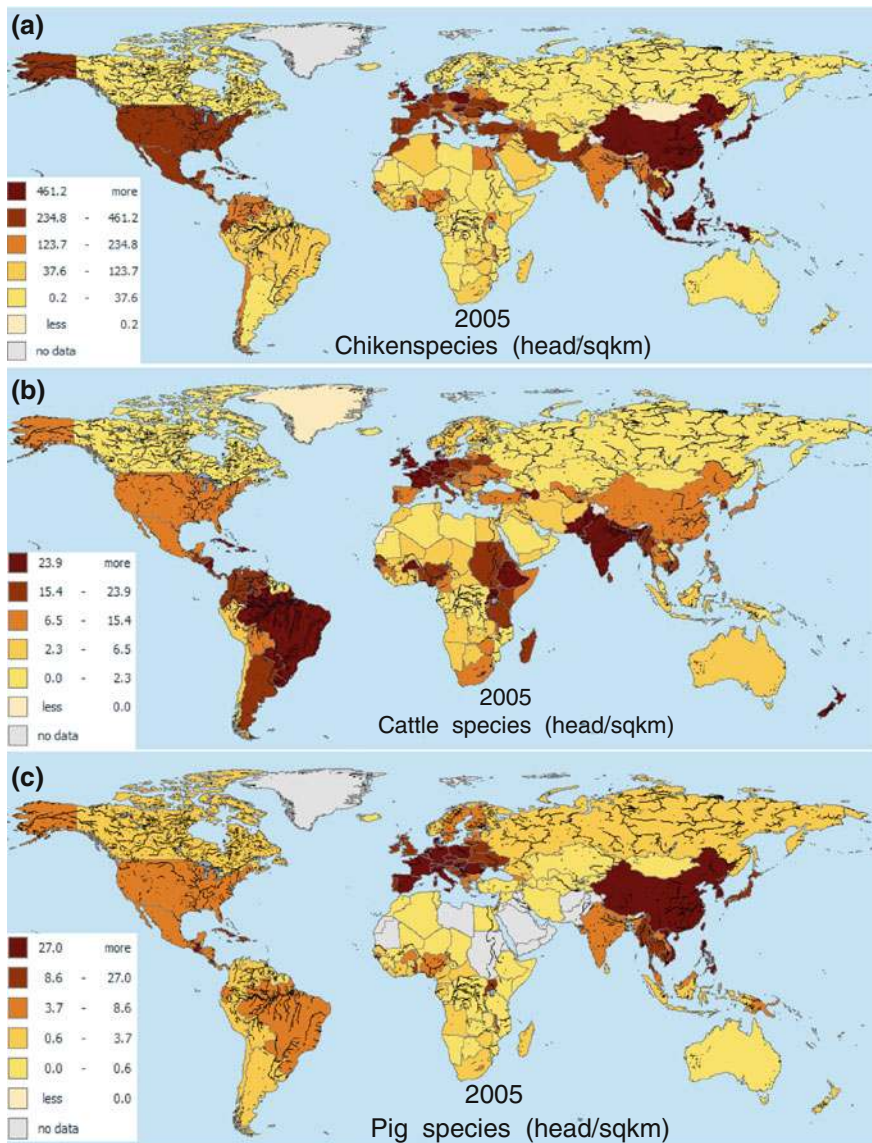 (a)
461.2 more
234.8 - 461.2
123.7 - 234.8
37.6 - 123.7
0.2 - 37.6
less 0.2
no data
2005
Chikenspecies (head/sqkm)
(b)
23.9 more
15.4 - 23.9
6.5 - 15.4
2.3 - 6.5
0.0 - 2.3
less 0.0
no data
2005
Cattle species (head/sqkm)
(c)
27.0 more
8.6 - 27.0
3.7 - 8.6
0.6 - 3.7
0.0 - 0.6
less 0.0
no data
2005
Pig species (head/sqkm)